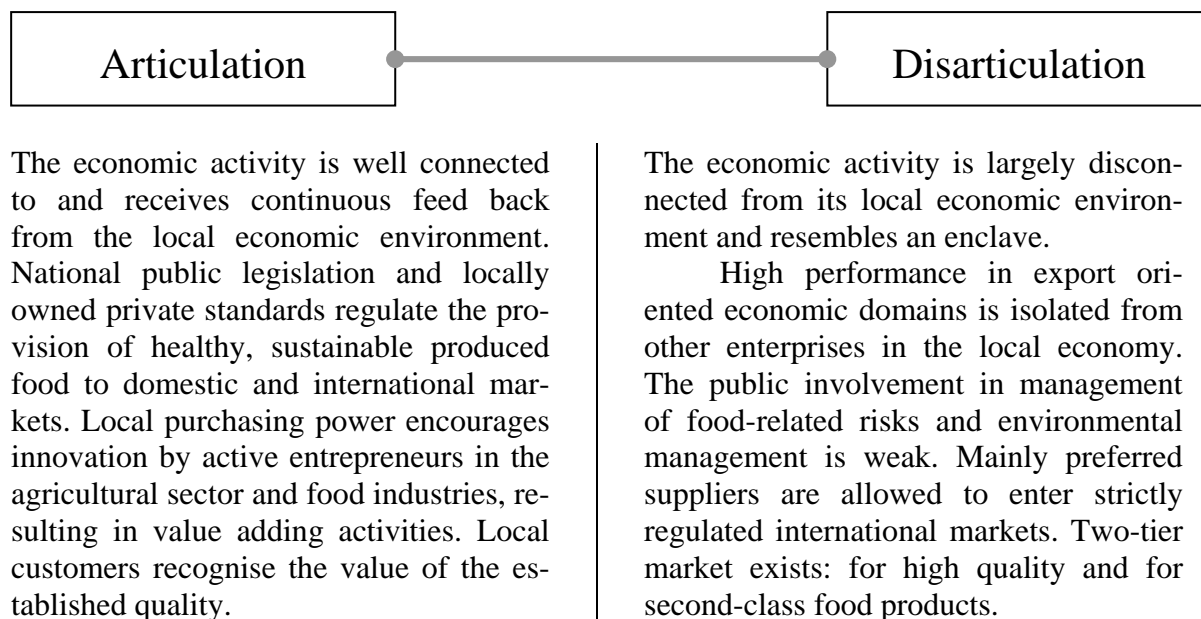 Articulation
Disarticulation
The economic activity is well connected
to and receives continuous feed back
from the local economic environment.
National public legislation and locally
owned private standards regulate the pro-
vision of healthy, sustainable produced
food to domestic and international mar-
kets. Local purchasing power encourages
innovation by active entrepreneurs in the
agricultural sector and food industries, re-
sulting in value adding activities. Local
customers recognise the value of the es-
tablished quality.
The economic activity is largely discon-
nected from its local economic environ-
ment and resembles an enclave.
High performance in export ori-
ented economic domains is isolated from
other enterprises in the local economy.
The public involvement in management
of food-related risks and environmental
management is weak. Mainly preferred
suppliers are allowed to enter strictly
regulated international markets. Two-tier
market exists: for high quality and for
second-class food products.